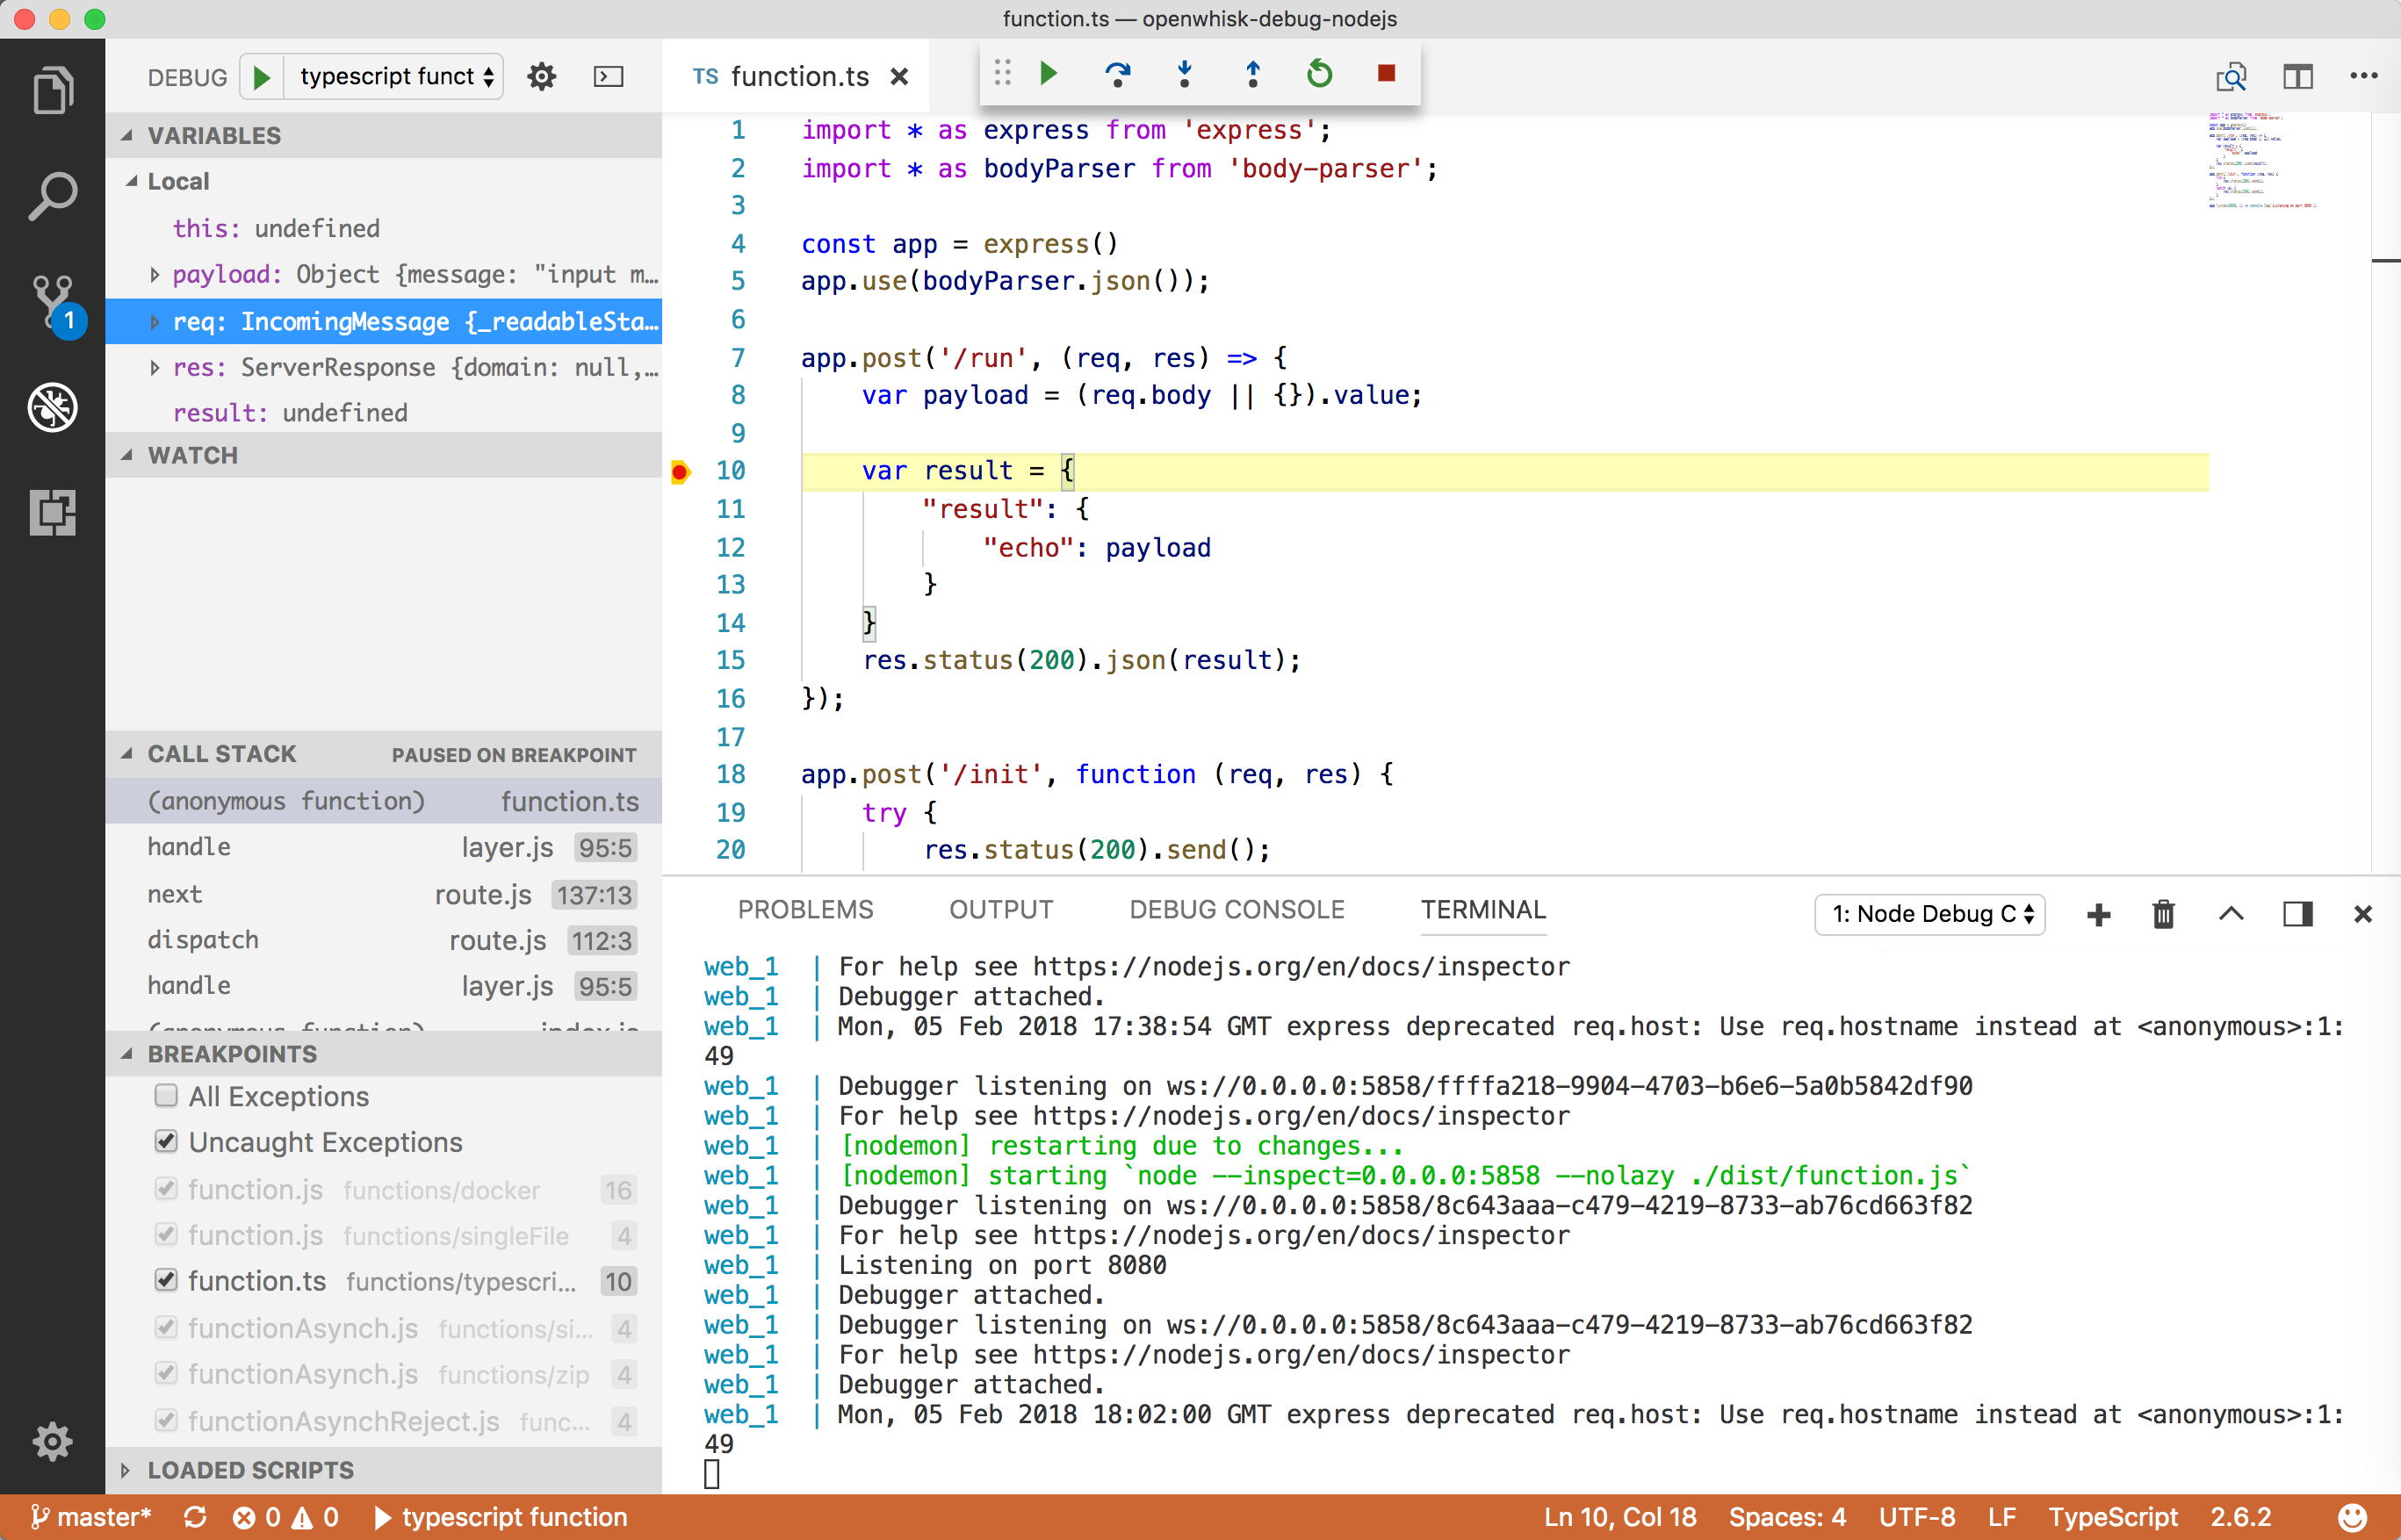 function.ts — openwhisk-debug-nodejs
DEBUG typescript funct
TS function.ts
VARIABLES
Local
this: undefined
payload: Object {message: "input m…
req: IncomingMessage {_readableSta…
res: ServerResponse {domain: null,…
result: undefined
WATCH
CALL STACK PAUSED ON BREAKPOINT
(anonymous function) function.ts
handle layer.js 95:5
next route.js 137:13
dispatch route.js 112:3
handle layer.js 95:5
(anonymous function) index.js
BREAKPOINTS
All Exceptions
Uncaught Exceptions
function.js functions/docker 16
function.js functions/singleFile 4
function.ts functions/typescri… 10
functionAsynch.js functions/si… 4
functionAsynch.js functions/zip 4
functionAsynchReject.js func… 4
LOADED SCRIPTS
1
1 import * as express from 'express';
2 import * as bodyParser from 'body-parser';
3
4 const app = express()
5 app.use(bodyParser.json());
6
7 app.post('/run', (req, res) => {
8 var payload = (req.body || {}).value;
9
10 var result = {
11 "result": {
12 "echo": payload
13 }
14 }
15 res.status(200).json(result);
16 });
17
18 app.post('/init', function (req, res) {
19 try {
20 res.status(200).send();
PROBLEMS OUTPUT DEBUG CONSOLE TERMINAL 1: Node Debug C
web_1 | For help see https://nodejs.org/en/docs/inspector
web_1 | Debugger attached.
web_1 | Mon, 05 Feb 2018 17:38:54 GMT express deprecated req.host: Use req.hostname instead at <anonymous>:1:
49
web_1 | Debugger listening on ws://0.0.0.0:5858/ffffa218-9904-4703-b6e6-5a0b5842df90
web_1 | For help see https://nodejs.org/en/docs/inspector
web_1 | [nodemon] restarting due to changes...
web_1 | [nodemon] starting `node --inspect=0.0.0.0:5858 --nolazy ./dist/function.js`
web_1 | Debugger listening on ws://0.0.0.0:5858/8c643aaa-c479-4219-8733-ab76cd663f82
web_1 | For help see https://nodejs.org/en/docs/inspector
web_1 | Listening on port 8080
web_1 | Debugger attached.
web_1 | Debugger listening on ws://0.0.0.0:5858/8c643aaa-c479-4219-8733-ab76cd663f82
web_1 | For help see https://nodejs.org/en/docs/inspector
web_1 | Debugger attached.
web_1 | Mon, 05 Feb 2018 18:02:00 GMT express deprecated req.host: Use req.hostname instead at <anonymous>:1:
49
master* 0 0 typescript function Ln 10, Col 18 Spaces: 4 UTF-8 LF TypeScript 2.6.2